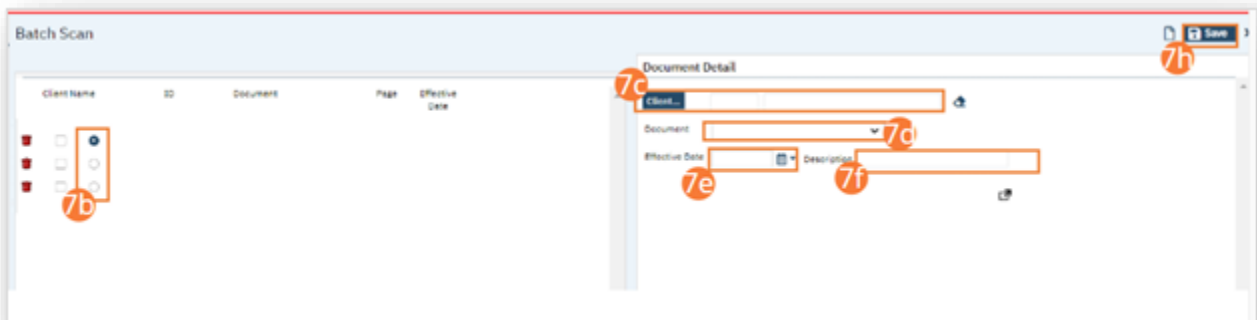 Batch Scan
Save
7h
Document Detail
7c
Client Name ID Document Page Effective Date
Client...
Document
7d
Effective Date
Description
7e
7f
7b